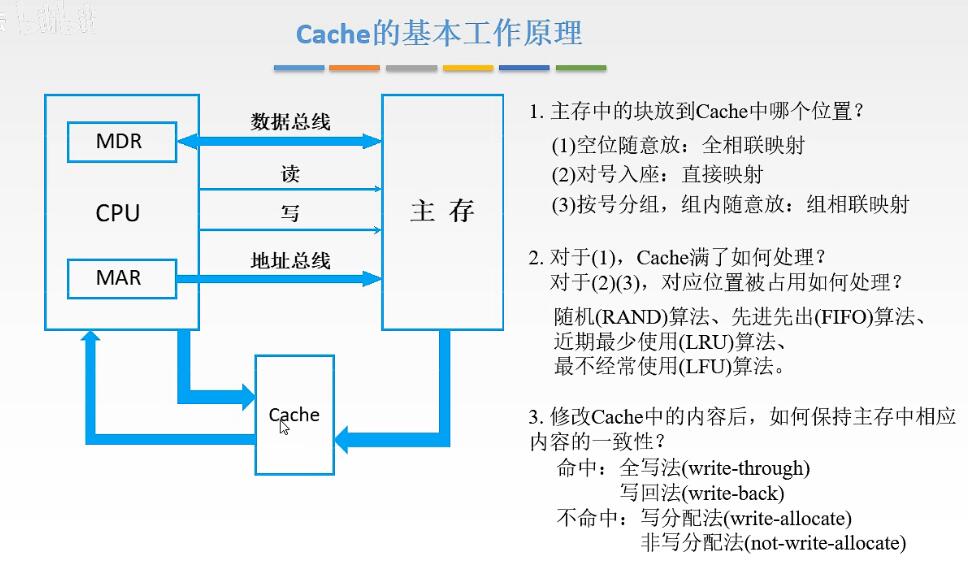 Cache的基本工作原理
MDR
CPU
MAR
数据总线
读
写
地址总线
主 存
Cache
1. 主存中的块放到Cache中哪个位置？
(1)空位随意放：全相联映射
(2)对号入座：直接映射
(3)按号分组，组内随意放：组相联映射
2. 对于(1)，Cache满了如何处理？
对于(2)(3)，对应位置被占用如何处理？
随机(RAND)算法、先进先出(FIFO)算法、
近期最少使用(LRU)算法、
最不经常使用(LFU)算法。
3. 修改Cache中的内容后，如何保持主存中相应
内容的一致性？
命中：全写法(write-through)
写回法(write-back)
不命中：写分配法(write-allocate)
非写分配法(not-write-allocate)